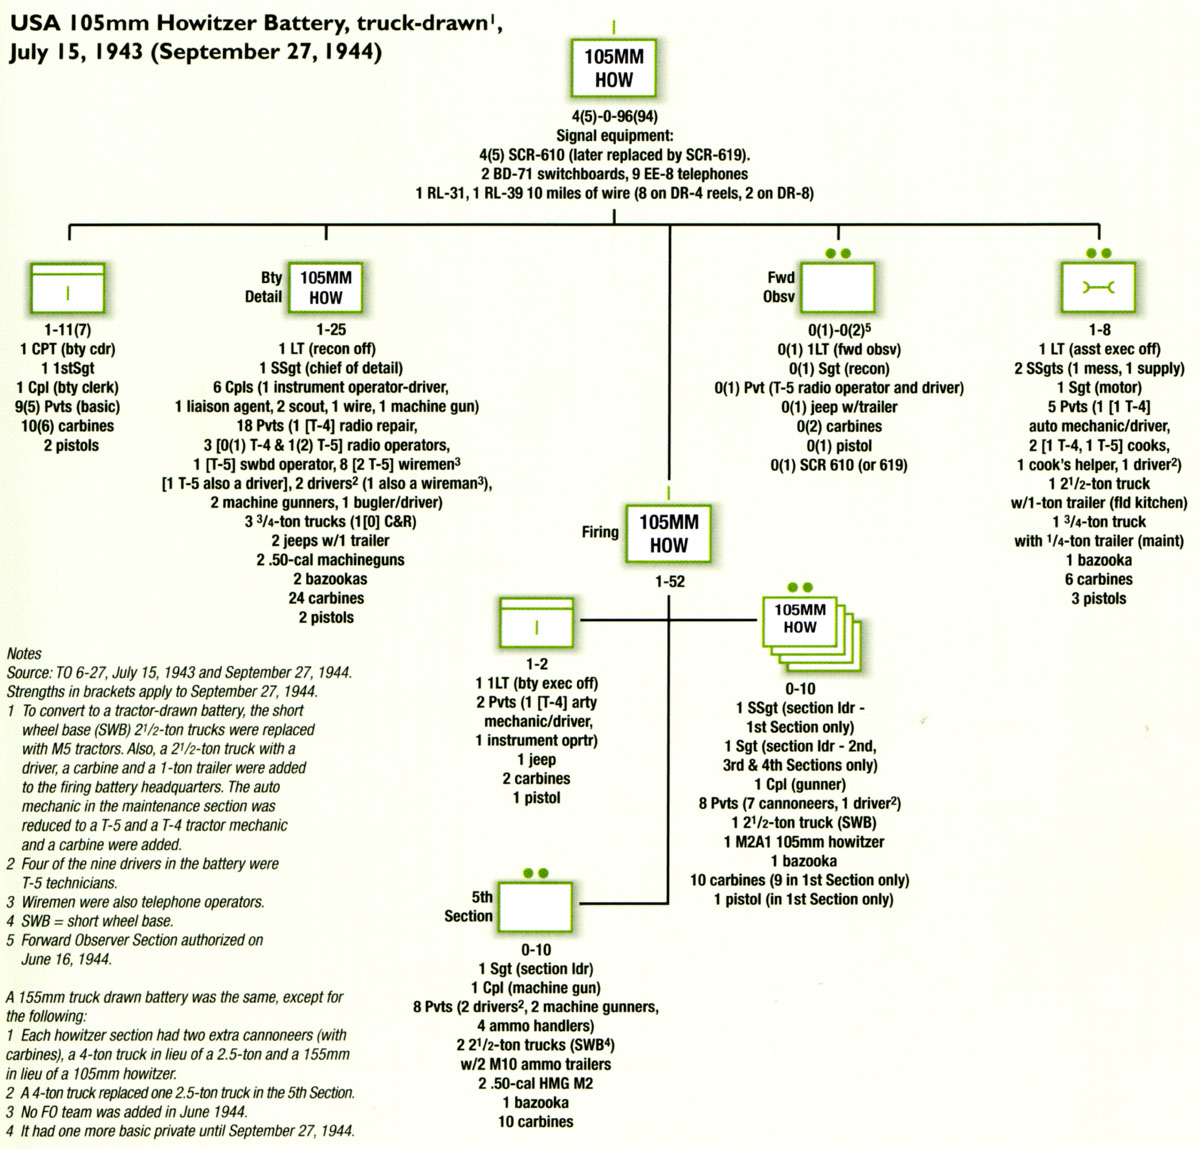 USA 105mm Howitzer Battery, truck-drawn¹,
July 15, 1943 (September 27, 1944)
105MM
HOW
4(5)-0-96(94)
Signal equipment:
4(5) SCR-610 (later replaced by SCR-619).
2 BD-71 switchboards, 9 EE-8 telephones
1 RL-31, 1 RL-39 10 miles of wire (8 on DR-4 reels, 2 on DR-8)
1-11(7)
1 CPT (bty cdr)
1 1stSgt
1 Cpl (bty clerk)
9(5) Pvts (basic)
10(6) carbines
2 pistols
Bty
Detail
105MM
HOW
1-25
1 LT (recon off)
1 SSgt (chief of detail)
6 Cpls (1 instrument operator-driver,
1 liaison agent, 2 scout, 1 wire, 1 machine gun)
18 Pvts (1 [T-4] radio repair,
3 [0(1) T-4 & 1(2) T-5] radio operators,
1 [T-5] swbd operator, 8 [2 T-5] wiremen³
[1 T-5 also a driver], 2 drivers² (1 also a wireman³),
2 machine gunners, 1 bugler/driver)
3 3/4-ton trucks (1[0] C&R)
2 jeeps w/1 trailer
2 .50-cal machineguns
2 bazookas
24 carbines
2 pistols
Fwd
Obsv
0(1)-0(2)⁵
0(1) 1LT (fwd obsv)
0(1) Sgt (recon)
0(1) Pvt (T-5 radio operator and driver)
0(1) jeep w/trailer
0(2) carbines
0(1) pistol
0(1) SCR 610 (or 619)
1-8
1 LT (asst exec off)
2 SSgts (1 mess, 1 supply)
1 Sgt (motor)
5 Pvts (1 [1 T-4]
auto mechanic/driver,
2 [1 T-4, 1 T-5] cooks,
1 cook's helper, 1 driver²)
1 21/2-ton truck
w/1-ton trailer (fld kitchen)
1 3/4-ton truck
with 1/4-ton trailer (maint)
1 bazooka
6 carbines
3 pistols
Firing
105MM
HOW
1-52
1-2
1 1LT (bty exec off)
2 Pvts (1 [T-4] arty
mechanic/driver,
1 instrument oprtr)
1 jeep
2 carbines
1 pistol
105MM
HOW
0-10
1 SSgt (section ldr -
1st Section only)
1 Sgt (section ldr - 2nd,
3rd & 4th Sections only)
1 Cpl (gunner)
8 Pvts (7 cannoneers, 1 driver²)
1 21/2-ton truck (SWB)
1 M2A1 105mm howitzer
1 bazooka
10 carbines (9 in 1st Section only)
1 pistol (in 1st Section only)
5th
Section
0-10
1 Sgt (section ldr)
1 Cpl (machine gun)
8 Pvts (2 drivers², 2 machine gunners,
4 ammo handlers)
2 21/2-ton trucks (SWB⁴)
w/2 M10 ammo trailers
2 .50-cal HMG M2
1 bazooka
10 carbines
Notes
Source: TO 6-27, July 15, 1943 and September 27, 1944.
Strengths in brackets apply to September 27, 1944.
1 To convert to a tractor-drawn battery, the short
wheel base (SWB) 21/2-ton trucks were replaced
with M5 tractors. Also, a 21/2-ton truck with a
driver, a carbine and a 1-ton trailer were added
to the firing battery headquarters. The auto
mechanic in the maintenance section was
reduced to a T-5 and a T-4 tractor mechanic
and a carbine were added.
2 Four of the nine drivers in the battery were
T-5 technicians.
3 Wiremen were also telephone operators.
4 SWB = short wheel base.
5 Forward Observer Section authorized on
June 16, 1944.
A 155mm truck drawn battery was the same, except for
the following:
1 Each howitzer section had two extra cannoneers (with
carbines), a 4-ton truck in lieu of a 2.5-ton and a 155mm
in lieu of a 105mm howitzer.
2 A 4-ton truck replaced one 2.5-ton truck in the 5th Section.
3 No FO team was added in June 1944.
4 It had one more basic private until September 27, 1944.